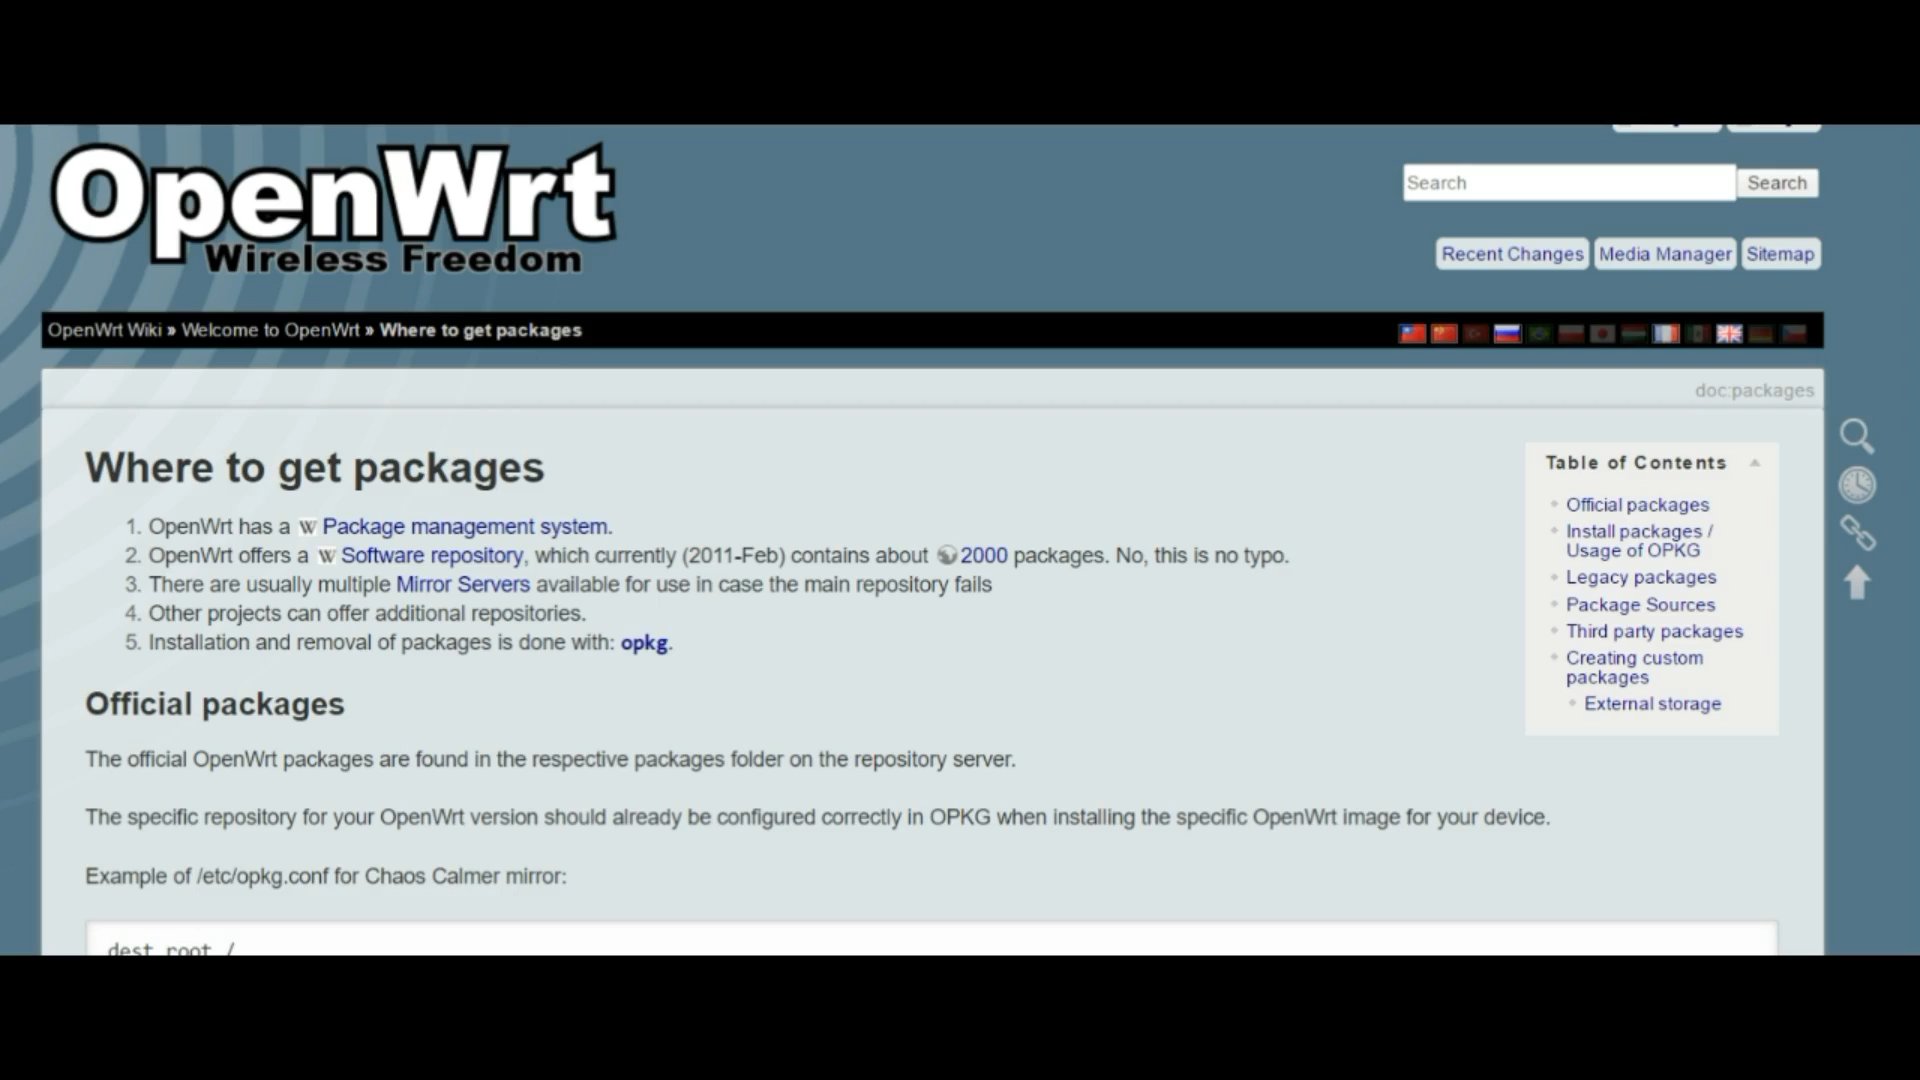 OpenWrt
Wireless Freedom
Search
Search
Recent Changes
Media Manager
Sitemap
OpenWrt Wiki » Welcome to OpenWrt » Where to get packages
doc:packages
Where to get packages
1. OpenWrt has a W Package management system.
2. OpenWrt offers a W Software repository, which currently (2011-Feb) contains about 2000 packages. No, this is no typo.
3. There are usually multiple Mirror Servers available for use in case the main repository fails
4. Other projects can offer additional repositories.
5. Installation and removal of packages is done with: opkg.
Table of Contents
Official packages
Install packages /
Usage of OPKG
Legacy packages
Package Sources
Third party packages
Creating custom
packages
External storage
Official packages
The official OpenWrt packages are found in the respective packages folder on the repository server.
The specific repository for your OpenWrt version should already be configured correctly in OPKG when installing the specific OpenWrt image for your device.
Example of /etc/opkg.conf for Chaos Calmer mirror:
dest root /